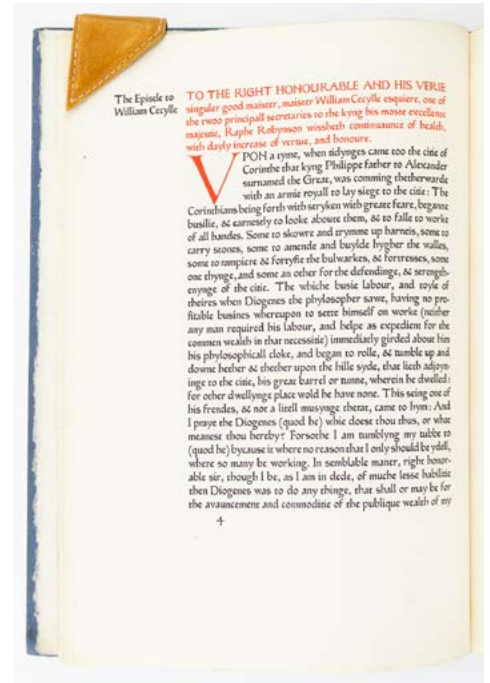 The Epistle to
William Cecylle
TO THE RIGHT HONOURABLE AND HIS VERIE
singuler good maister, maister William Cecylle esquiere, one of
the twoo principall secretaries to the kyng his moste excellente
majestie, Raphe Robynson wissheth continuaunce of health,
with dayly increase of vertue, and honoure.
VPON a tyme, when tidynges came too the citie of
Corinthe that kyng Philippe father to Alexander
surnamed the Great, was comming thetherwarde
with an armie royall to lay siege to the citie: The
Corinthians being forth with stryken with greate feare, beganne
busilie, & earnestly to looke aboute them, & to falle to worke
of all handes. Some to skowre and trymme up harneis, some to
carry stones, some to amende and buylde hygher the walles,
some to rampiere & fortyfie the bulwarkes, & fortresses, some
one thynge, and some an other for the defendinge, & strengh-
enynge of the citie. The whiche busie labour, and toyle of
theires when Diogenes the phylosopher sawe, having no pro-
fitable busines whereupon to sette himself on worke (neither
any man required his labour, and helpe as expedient for the
commen wealth in that necessitie) immediatly girded about him
his phylosophicall cloke, and began to rolle, & tumble up and
downe hether & thether upon the hille syde, that lieth adjoyn-
inge to the citie, his great barrel or tunne, wherein he dwelled:
for other dwellynge place wold he have none. This seing one of
his frendes, & not a litell musynge therat, came to hym: And
I praye the Diogenes (quod he) whie doest thou thus, or what
meanest thou hereby? Forsothe I am tumblyng my tubbe to
(quod he) bycause it where no reason that I only should be ydell,
where so many be working. In semblable maner, right honor-
able sir, though I be, as I am in dede, of muche lesse habilitie
then Diogenes was to do any thinge, that shall or may be for
the avauncement and commoditie of the publique wealth of my
4